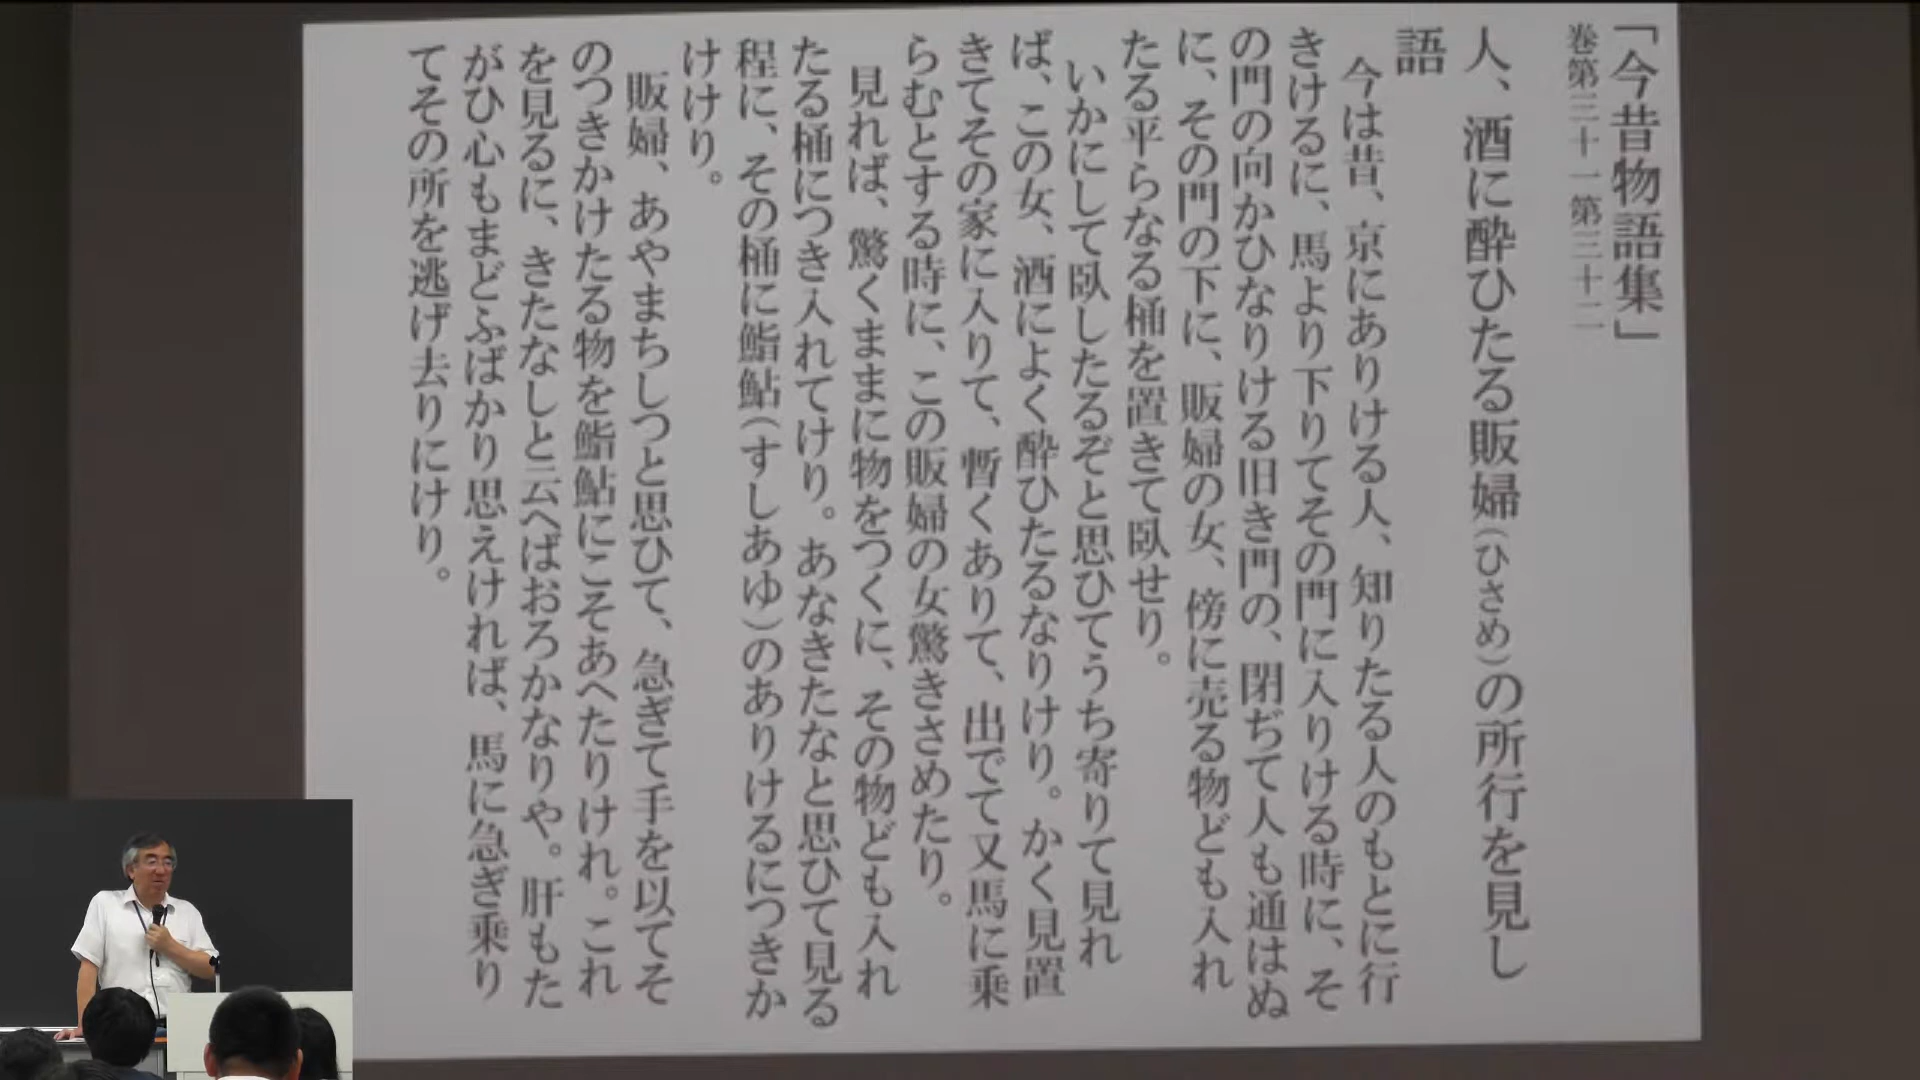 「今昔物語集」
巻第三十一第三十二
人、酒に酔ひたる販婦(ひさめ)の所行を見し
語
今は昔、京にありける人、知りたる人のもとに行
きけるに、馬より下りてその門に入りける時に、そ
の門の向かひなりける旧き門の、閉ぢて人も通はぬ
に、その門の下に、販婦の女、傍に売る物ども入れ
たる平らなる桶を置きて臥せり。
いかにして臥したるぞと思ひてうち寄りて見れ
ば、この女、酒によく酔ひたるなりけり。かく見置
きてその家に入りて、暫くありて、出でて又馬に乗
らむとする時に、この販婦の女驚きさめたり。
見れば、驚くままに物をつくに、その物ども入れ
たる桶につき入れてけり。あなきたなと思ひて見る
程に、その桶に鮨鮎(すしあゆ)のありけるにつきか
けけり。
販婦、あやまちしつと思ひて、急ぎて手を以てそ
のつきかけたる物を鮨鮎にこそあへたりけれ。これ
を見るに、きたなしと云へばおろかなりや。肝もた
がひ心もまどふばかり思えければ、馬に急ぎ乗り
てその所を逃げ去りにけり。